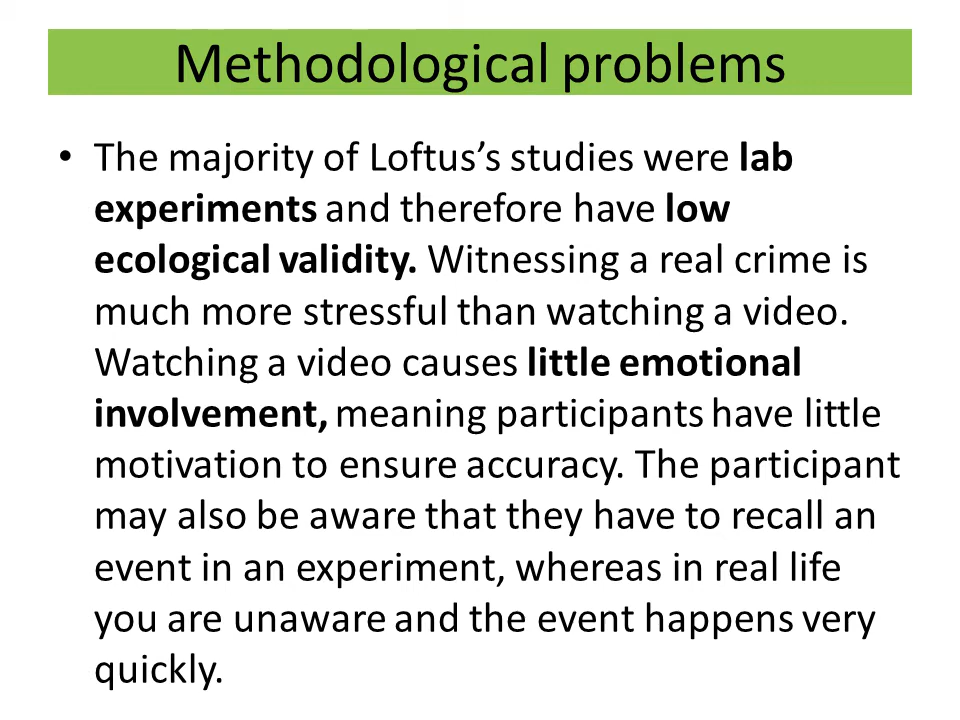 Methodological problems
• The majority of Loftus’s studies were lab
experiments and therefore have low
ecological validity. Witnessing a real crime is
much more stressful than watching a video.
Watching a video causes little emotional
involvement, meaning participants have little
motivation to ensure accuracy. The participant
may also be aware that they have to recall an
event in an experiment, whereas in real life
you are unaware and the event happens very
quickly.